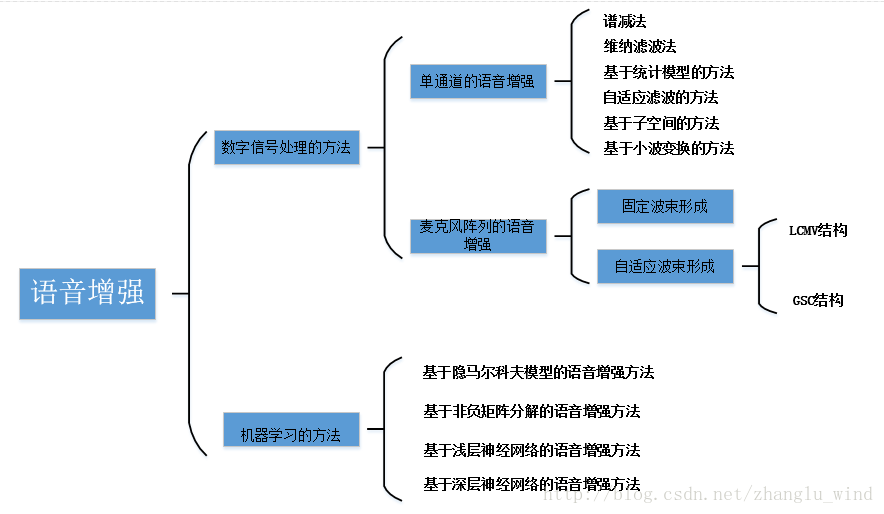 语音增强
数字信号处理的方法
单通道的语音增强
谱减法
维纳滤波法
基于统计模型的方法
自适应滤波的方法
基于子空间的方法
基于小波变换的方法
麦克风阵列的语音
增强
固定波束形成
自适应波束形成
LCMV结构
GSC结构
机器学习的方法
基于隐马尔科夫模型的语音增强方法
基于非负矩阵分解的语音增强方法
基于浅层神经网络的语音增强方法
基于深层神经网络的语音增强方法
http://blog.csdn.net/zhanglu_wind